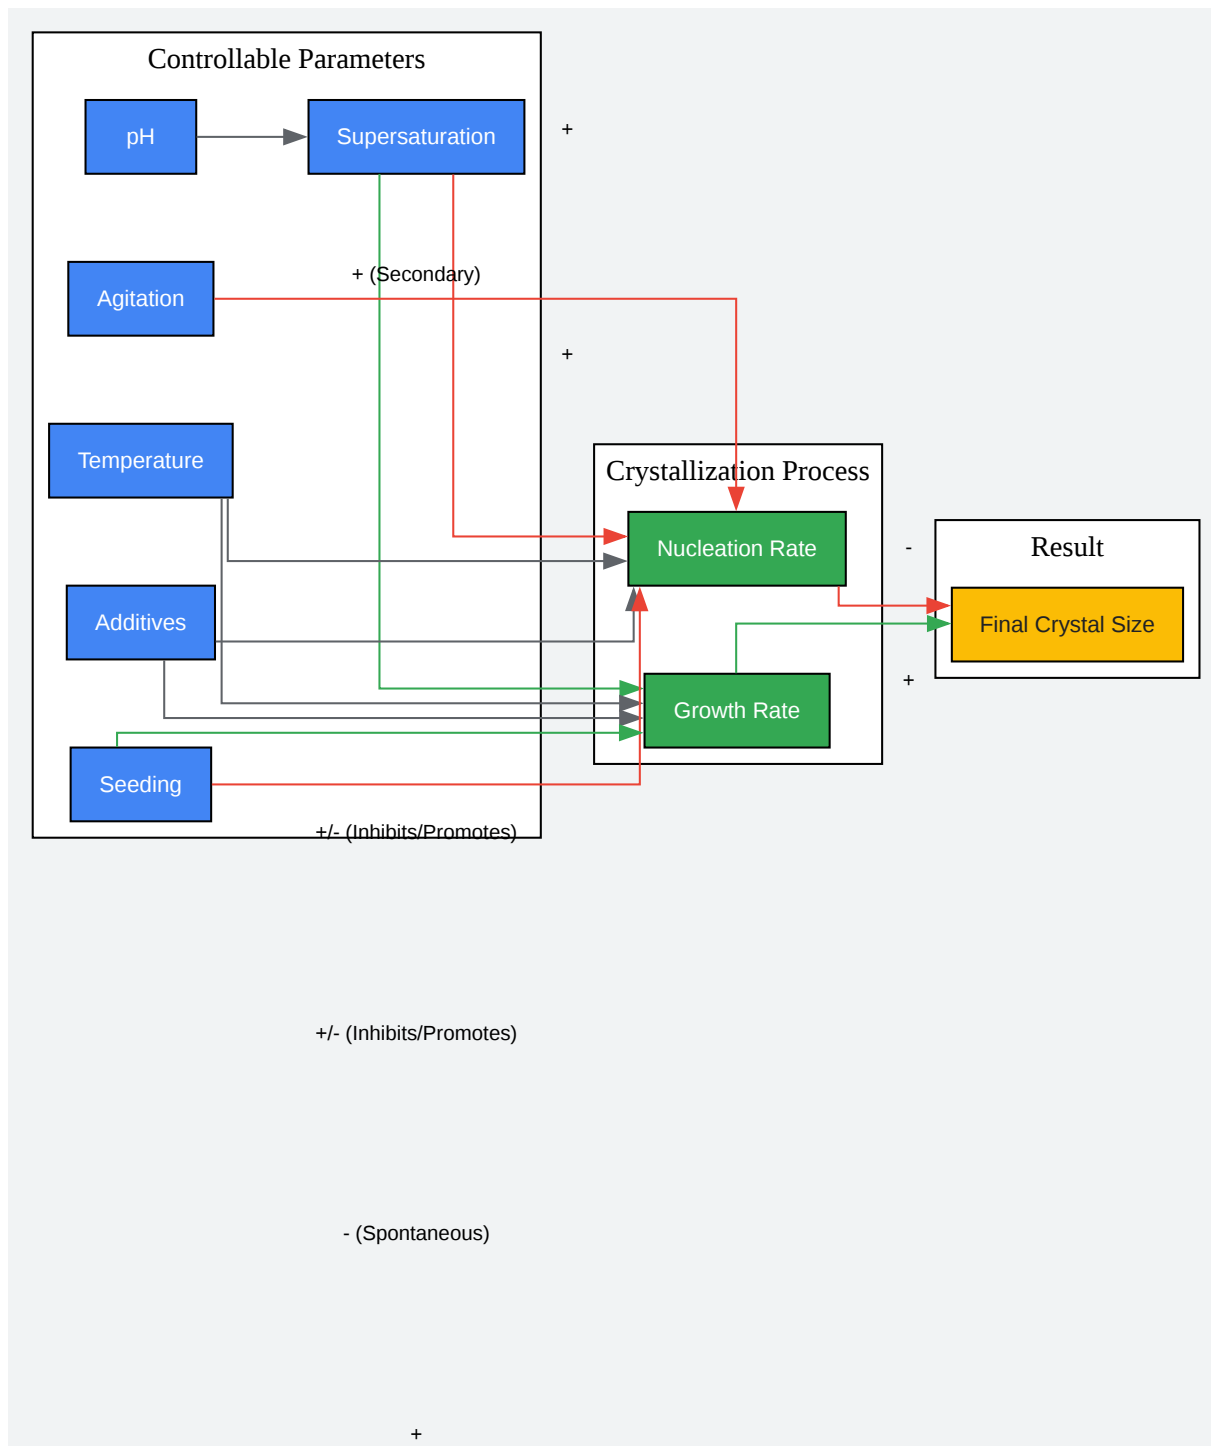 Controllable Parameters
pH
Supersaturation
+
+ (Secondary)
Agitation
+
Temperature
Crystallization Process
Nucleation Rate
-
Result
Additives
Final Crystal Size
+
Growth Rate
Seeding
+/- (Inhibits/Promotes)
+/- (Inhibits/Promotes)
- (Spontaneous)
+